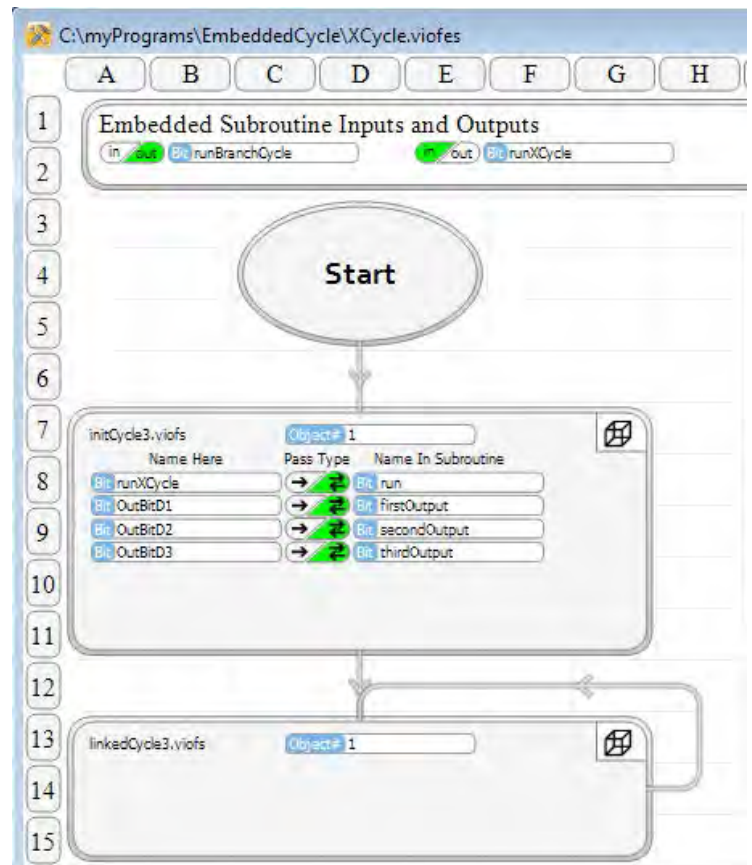 C:\myPrograms\EmbeddedCycle\XCycle.viofes
A B C D E F G H
1
Embedded Subroutine Inputs and Outputs
in out Bit runBranchCycle in out Bit runXCycle
2
3
4
Start
5
6
7
initCycle3.viofs Object# 1
Name Here Pass Type Name In Subroutine
8
Bit runXCycle Bit run
Bit OutBitD1 Bit firstOutput
9
Bit OutBitD2 Bit secondOutput
Bit OutBitD3 Bit thirdOutput
10
11
12
13
linkedCycle3.viofs Object# 1
14
15